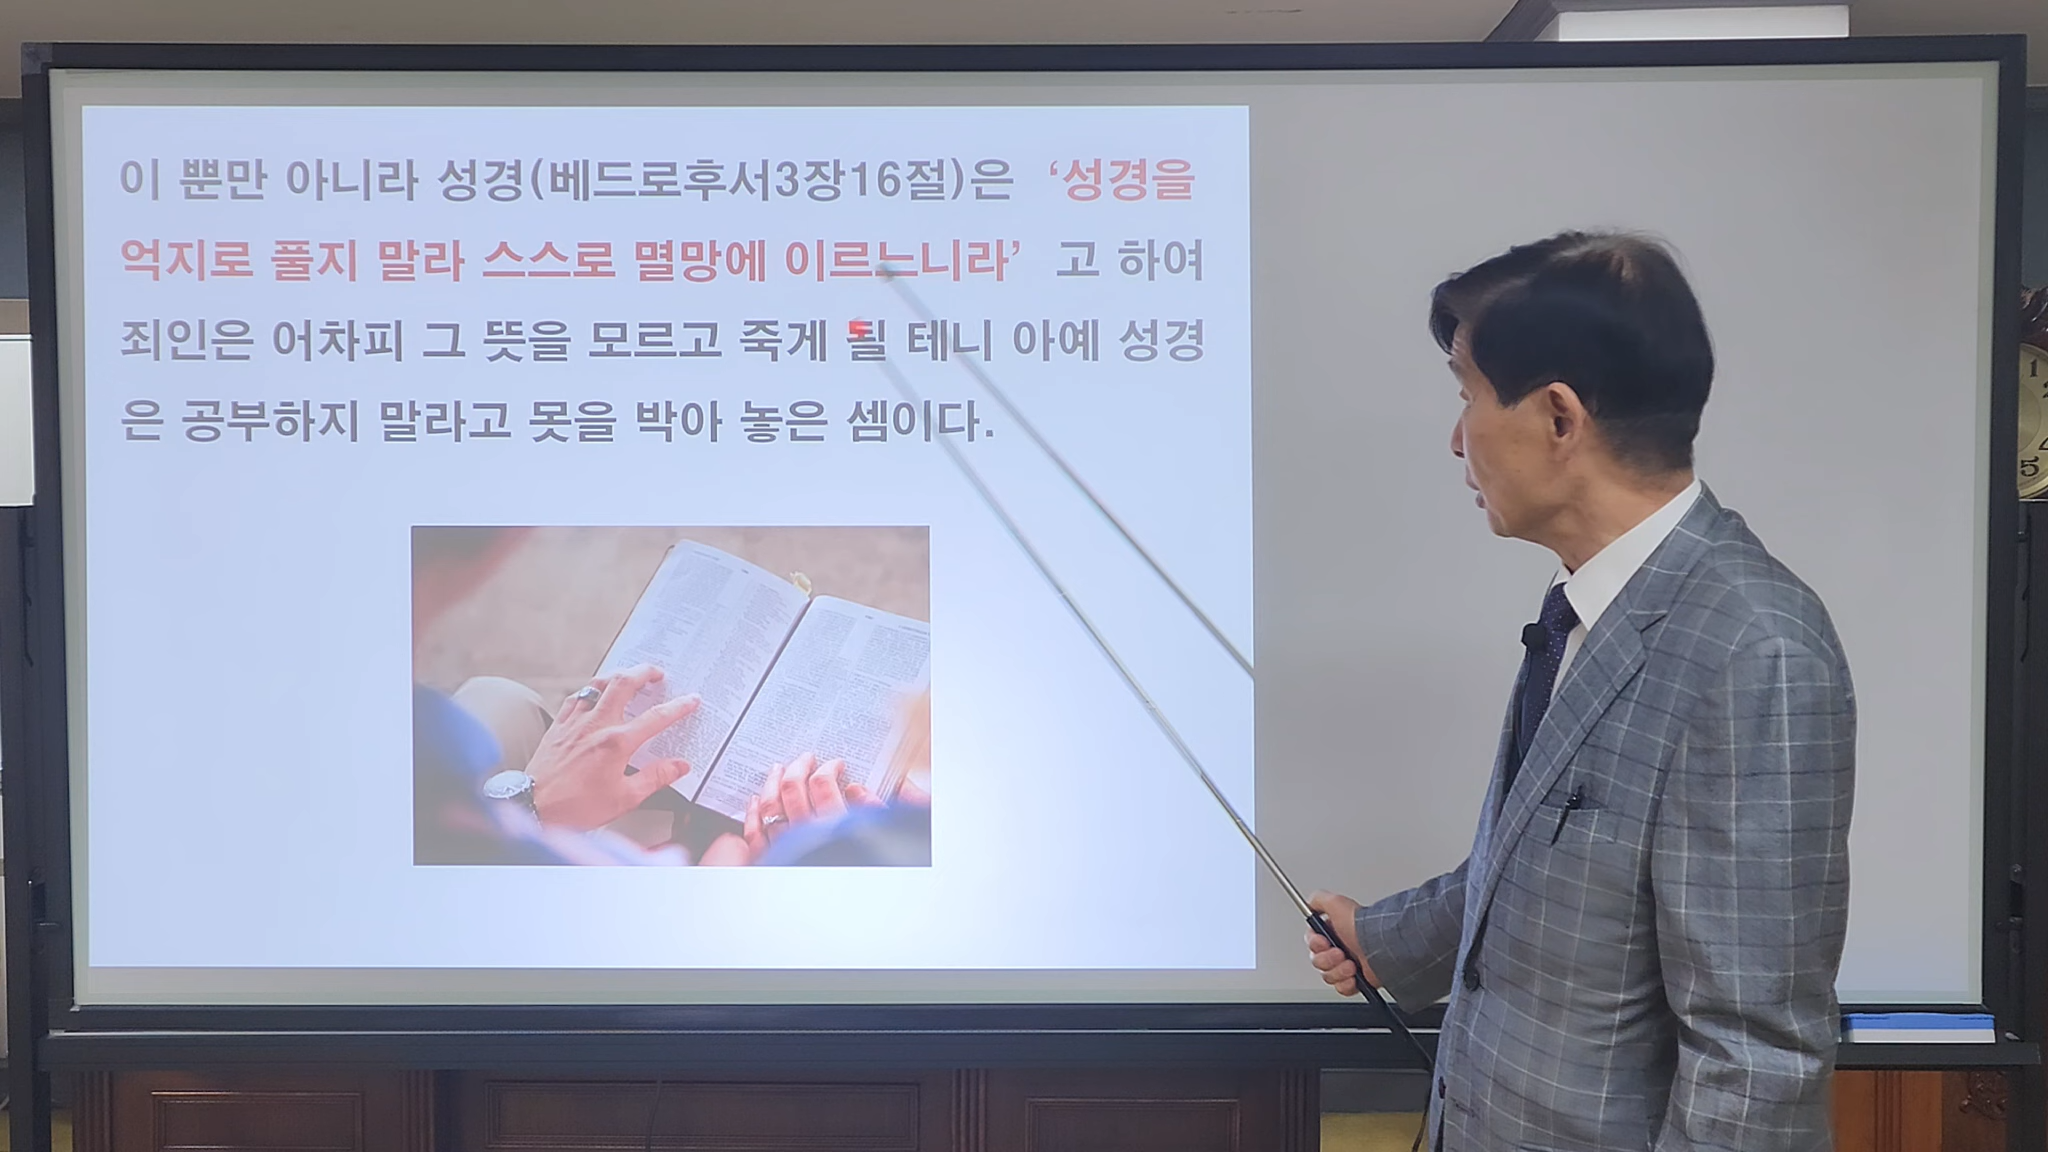 이 뿐만 아니라 성경(베드로후서3장16절)은 ‘성경을
억지로 풀지 말라 스스로 멸망에 이르느니라’ 고 하여
죄인은 어차피 그 뜻을 모르고 죽게 될 테니 아예 성경
은 공부하지 말라고 못을 박아 놓은 셈이다.
1
2
4
5